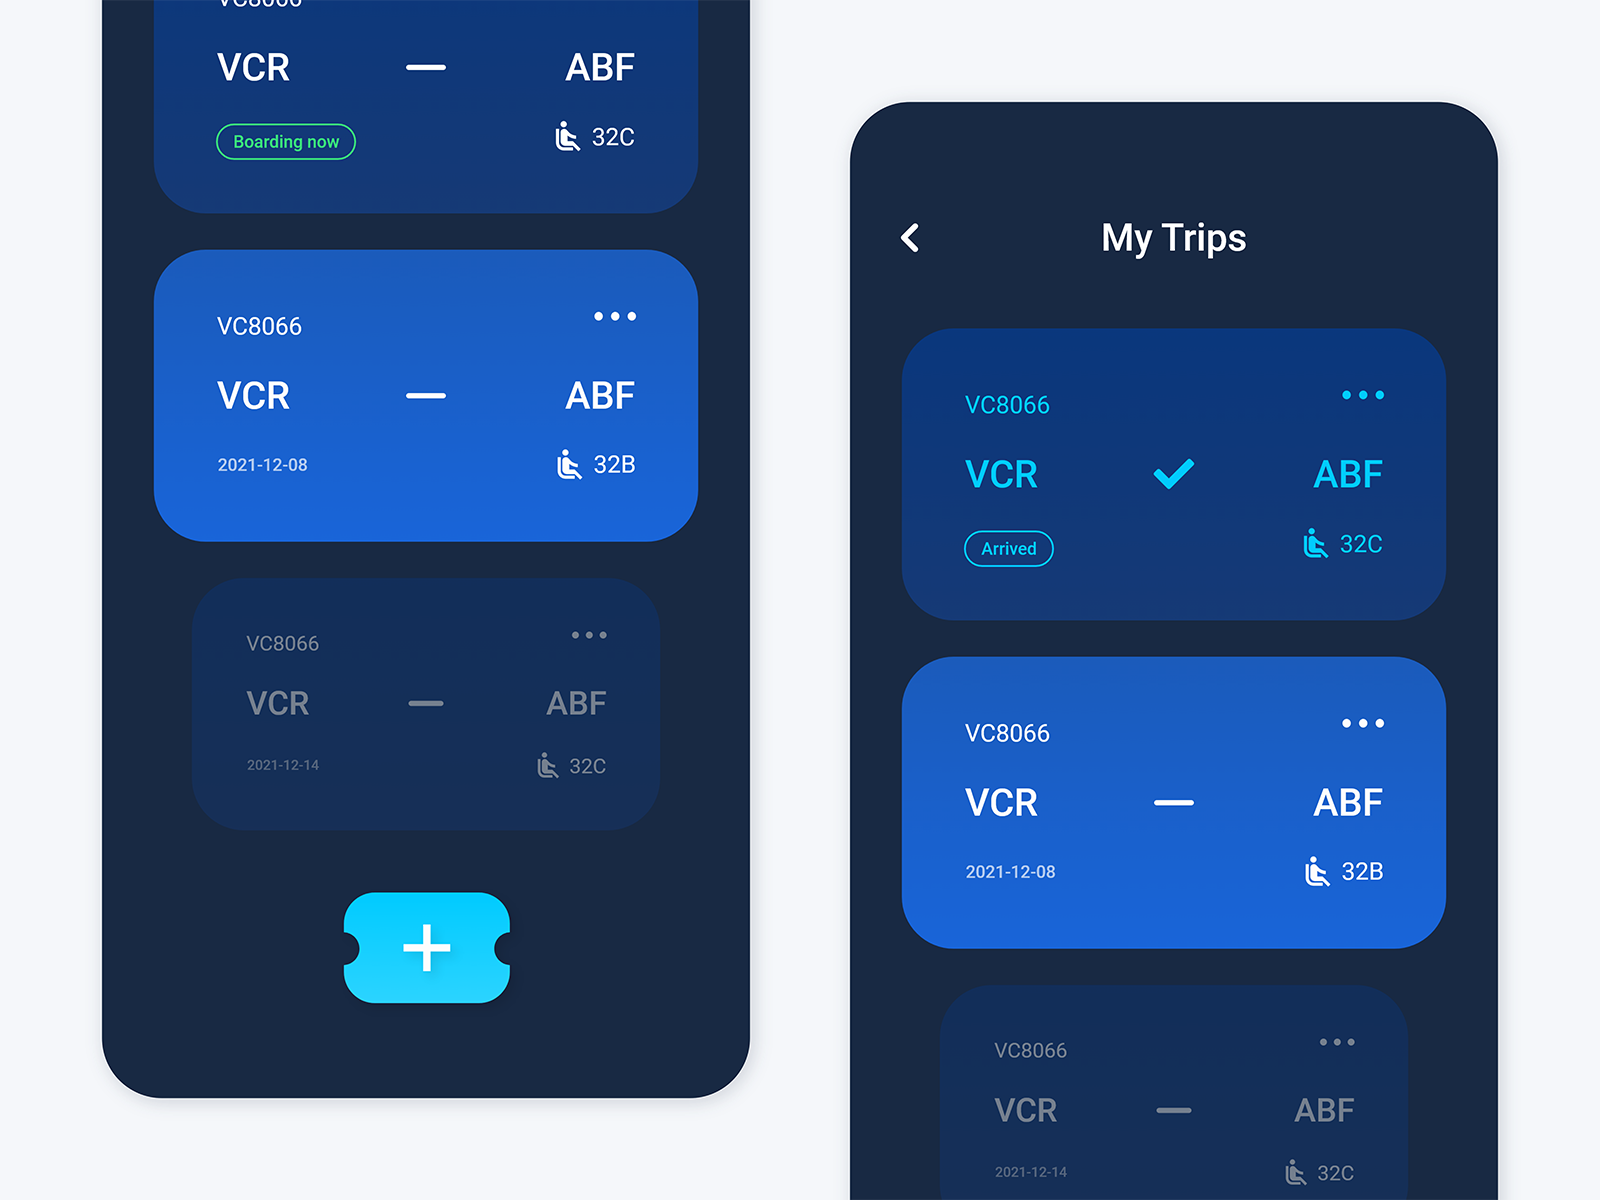 VC8066
VCR — ABF
Boarding now 32C
VC8066
VCR — ABF
2021-12-08 32B
VC8066
VCR — ABF
2021-12-14 32C
My Trips
VC8066
VCR ABF
Arrived 32C
VC8066
VCR — ABF
2021-12-08 32B
VC8066
VCR — ABF
2021-12-14 32C